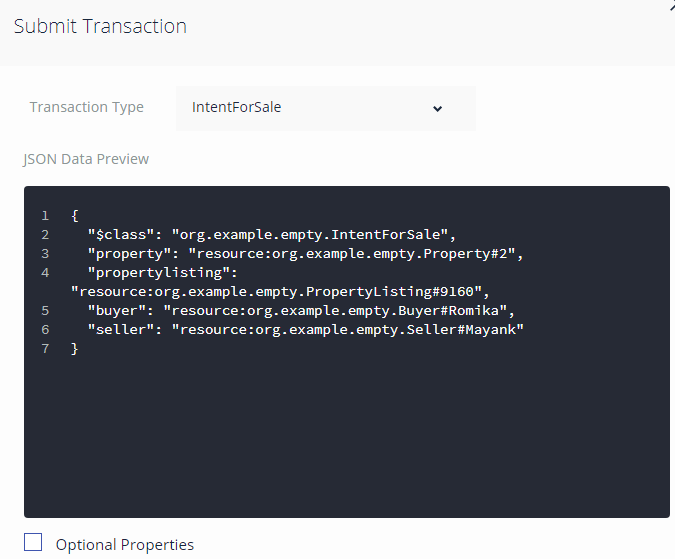 Submit Transaction
Transaction Type
IntentForSale
JSON Data Preview
1 {
2 "$class": "org.example.empty.IntentForSale",
3 "property": "resource:org.example.empty.Property#2",
4 "propertylisting":
"resource:org.example.empty.PropertyListing#9160",
5 "buyer": "resource:org.example.empty.Buyer#Romika",
6 "seller": "resource:org.example.empty.Seller#Mayank"
7 }
Optional Properties